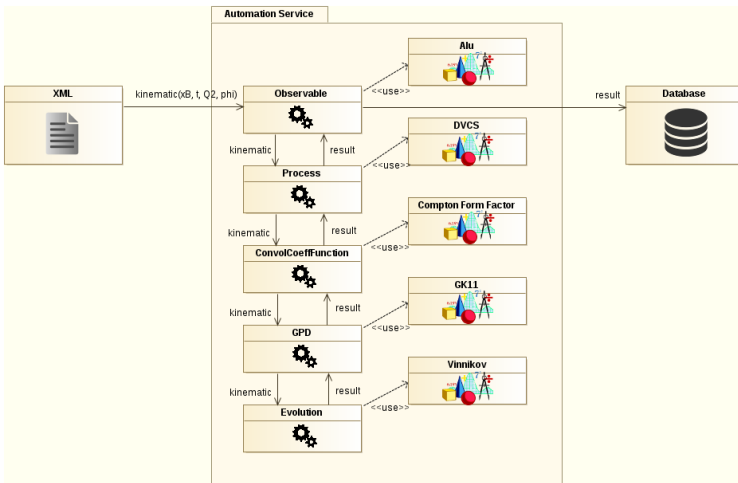 Automation Service
Alu
<<use>>
XML
kinematic(xB, t, Q2, phi)
Observable
result
Database
kinematic
result
DVCS
<<use>>
Process
kinematic
result
Compton Form Factor
<<use>>
ConvolCoeffFunction
kinematic
result
GK11
<<use>>
GPD
kinematic
result
Vinnikov
<<use>>
Evolution